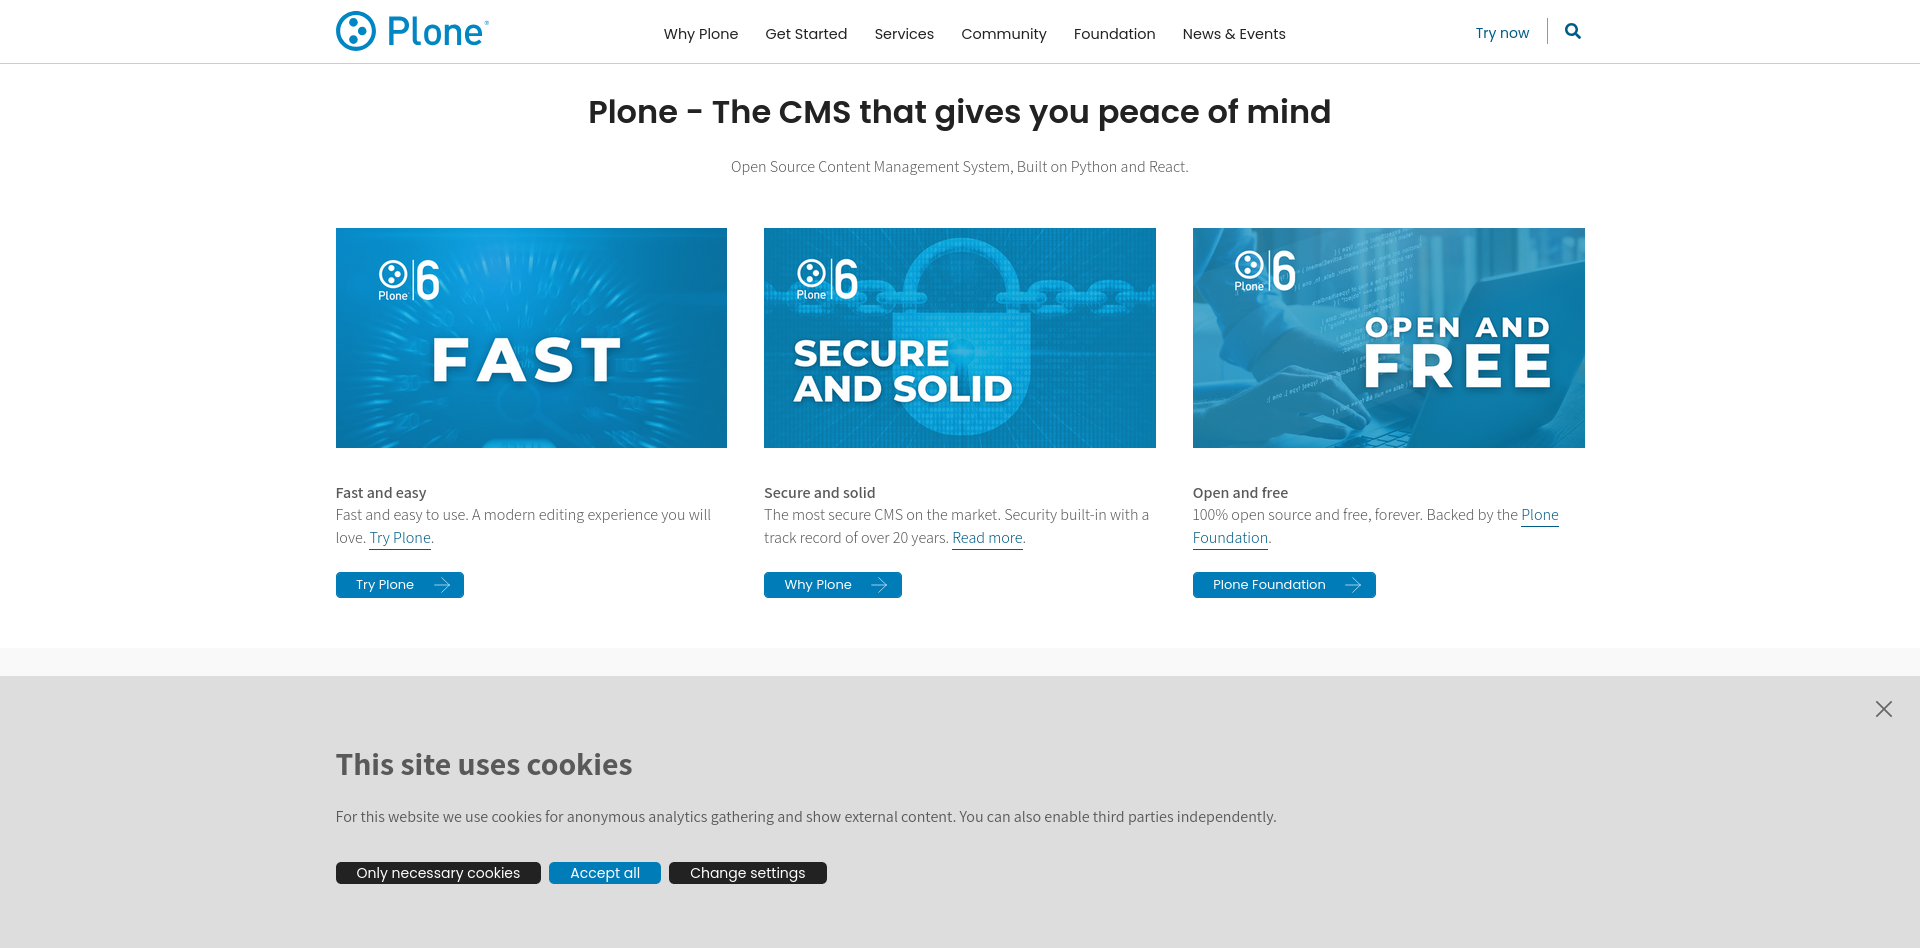 Plone
Why Plone
Get Started
Services
Community
Foundation
News & Events
Try now
Plone - The CMS that gives you peace of mind
Open Source Content Management System, Built on Python and React.
Plone 6
FAST
Plone 6
SECURE
AND SOLID
Plone 6
OPEN AND
FREE
Fast and easy
Fast and easy to use. A modern editing experience you will
love. Try Plone.
Try Plone
Secure and solid
The most secure CMS on the market. Security built-in with a
track record of over 20 years. Read more.
Why Plone
Open and free
100% open source and free, forever. Backed by the Plone
Foundation.
Plone Foundation
This site uses cookies
For this website we use cookies for anonymous analytics gathering and show external content. You can also enable third parties independently.
Only necessary cookies
Accept all
Change settings